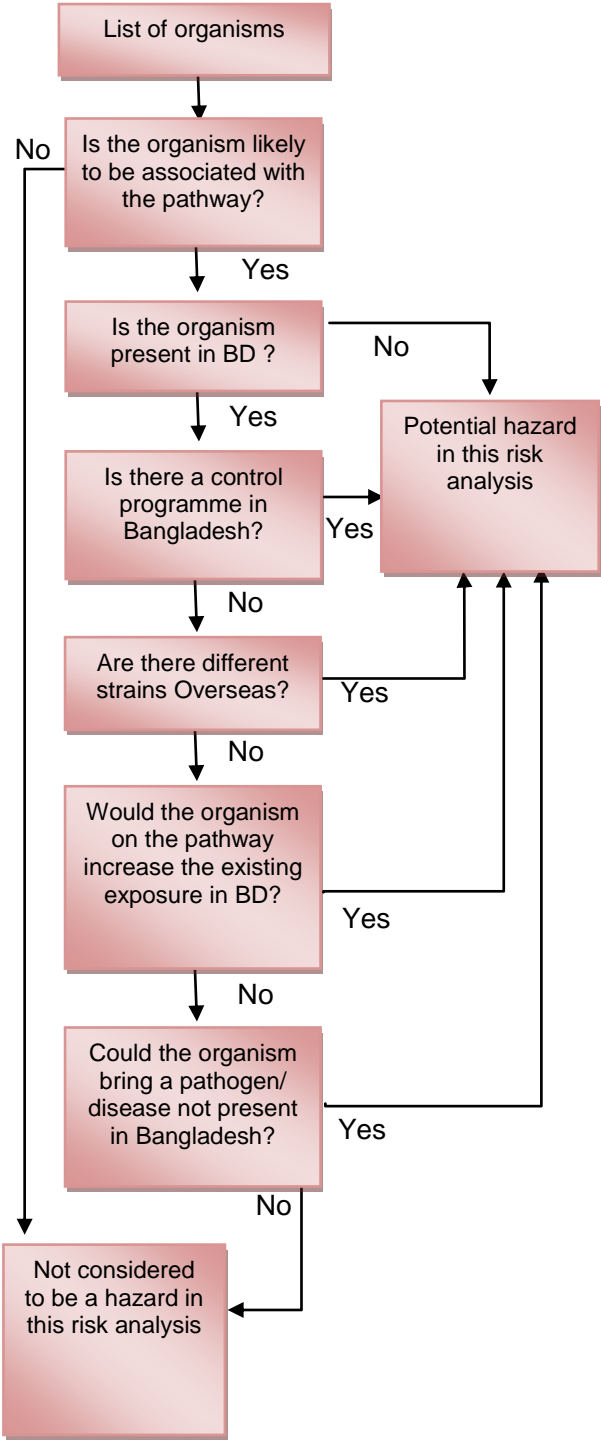 List of organisms
No
Is the organism likely
to be associated with
the pathway?
Yes
Is the organism
present in BD ?
No
Yes
Potential hazard
in this risk
analysis
Is there a control
programme in
Bangladesh?
Yes
No
Are there different
strains Overseas?
Yes
No
Would the organism
on the pathway
increase the existing
exposure in BD?
Yes
No
Could the organism
bring a pathogen/
disease not present
in Bangladesh?
Yes
No
Not considered
to be a hazard in
this risk analysis